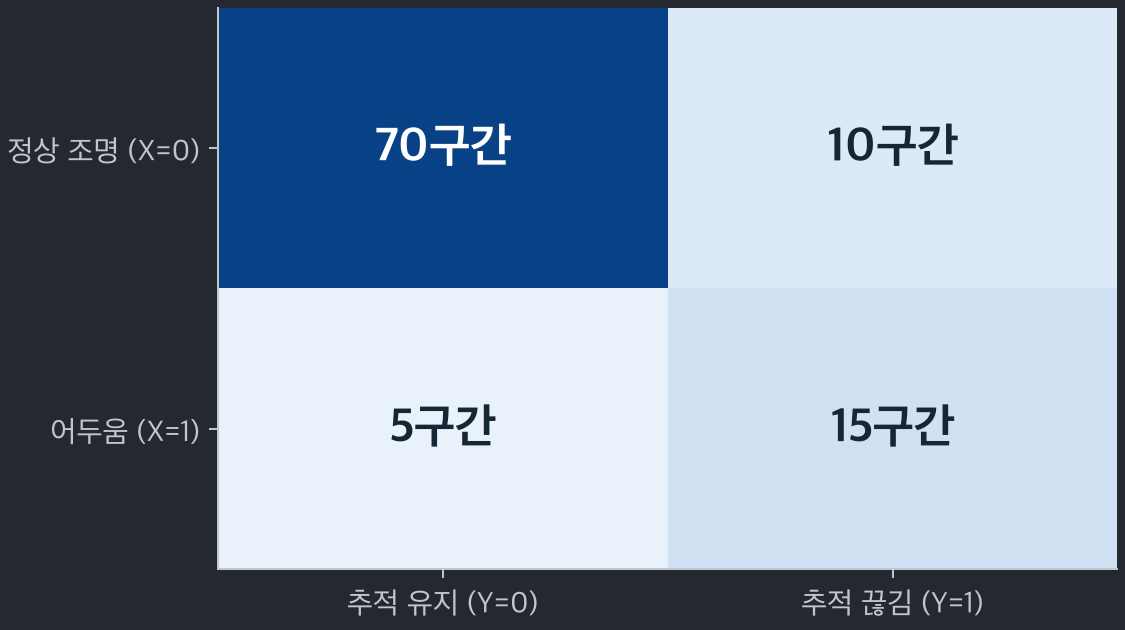 정상 조명 (X=0)
70구간
10구간
어두움 (X=1)
5구간
15구간
추적 유지 (Y=0)
추적 끊김 (Y=1)